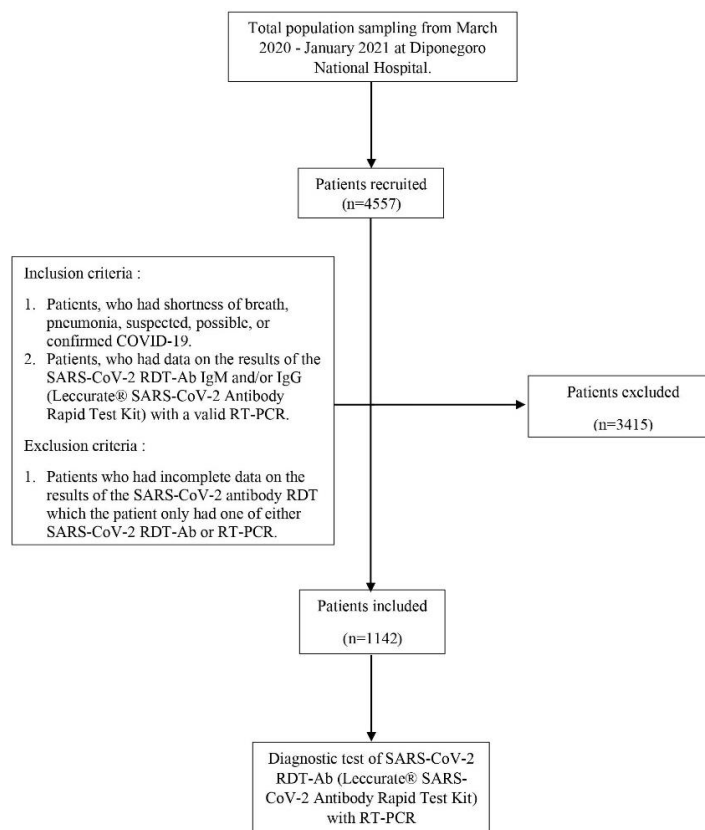 Total population sampling from March
2020 - January 2021 at Diponegoro
National Hospital.
Patients recruited
(n=4557)
Inclusion criteria :
1. Patients, who had shortness of breath,
pneumonia, suspected, possible, or
confirmed COVID-19.
2. Patients, who had data on the results of the
SARS-CoV-2 RDT-Ab IgM and/or IgG
(Leccurate® SARS-CoV-2 Antibody
Rapid Test Kit) with a valid RT-PCR.
Exclusion criteria :
1. Patients who had incomplete data on the
results of the SARS-CoV-2 antibody RDT
which the patient only had one of either
SARS-CoV-2 RDT-Ab or RT-PCR.
Patients excluded
(n=3415)
Patients included
(n=1142)
Diagnostic test of SARS-CoV-2
RDT-Ab (Leccurate® SARS-
CoV-2 Antibody Rapid Test Kit)
with RT-PCR